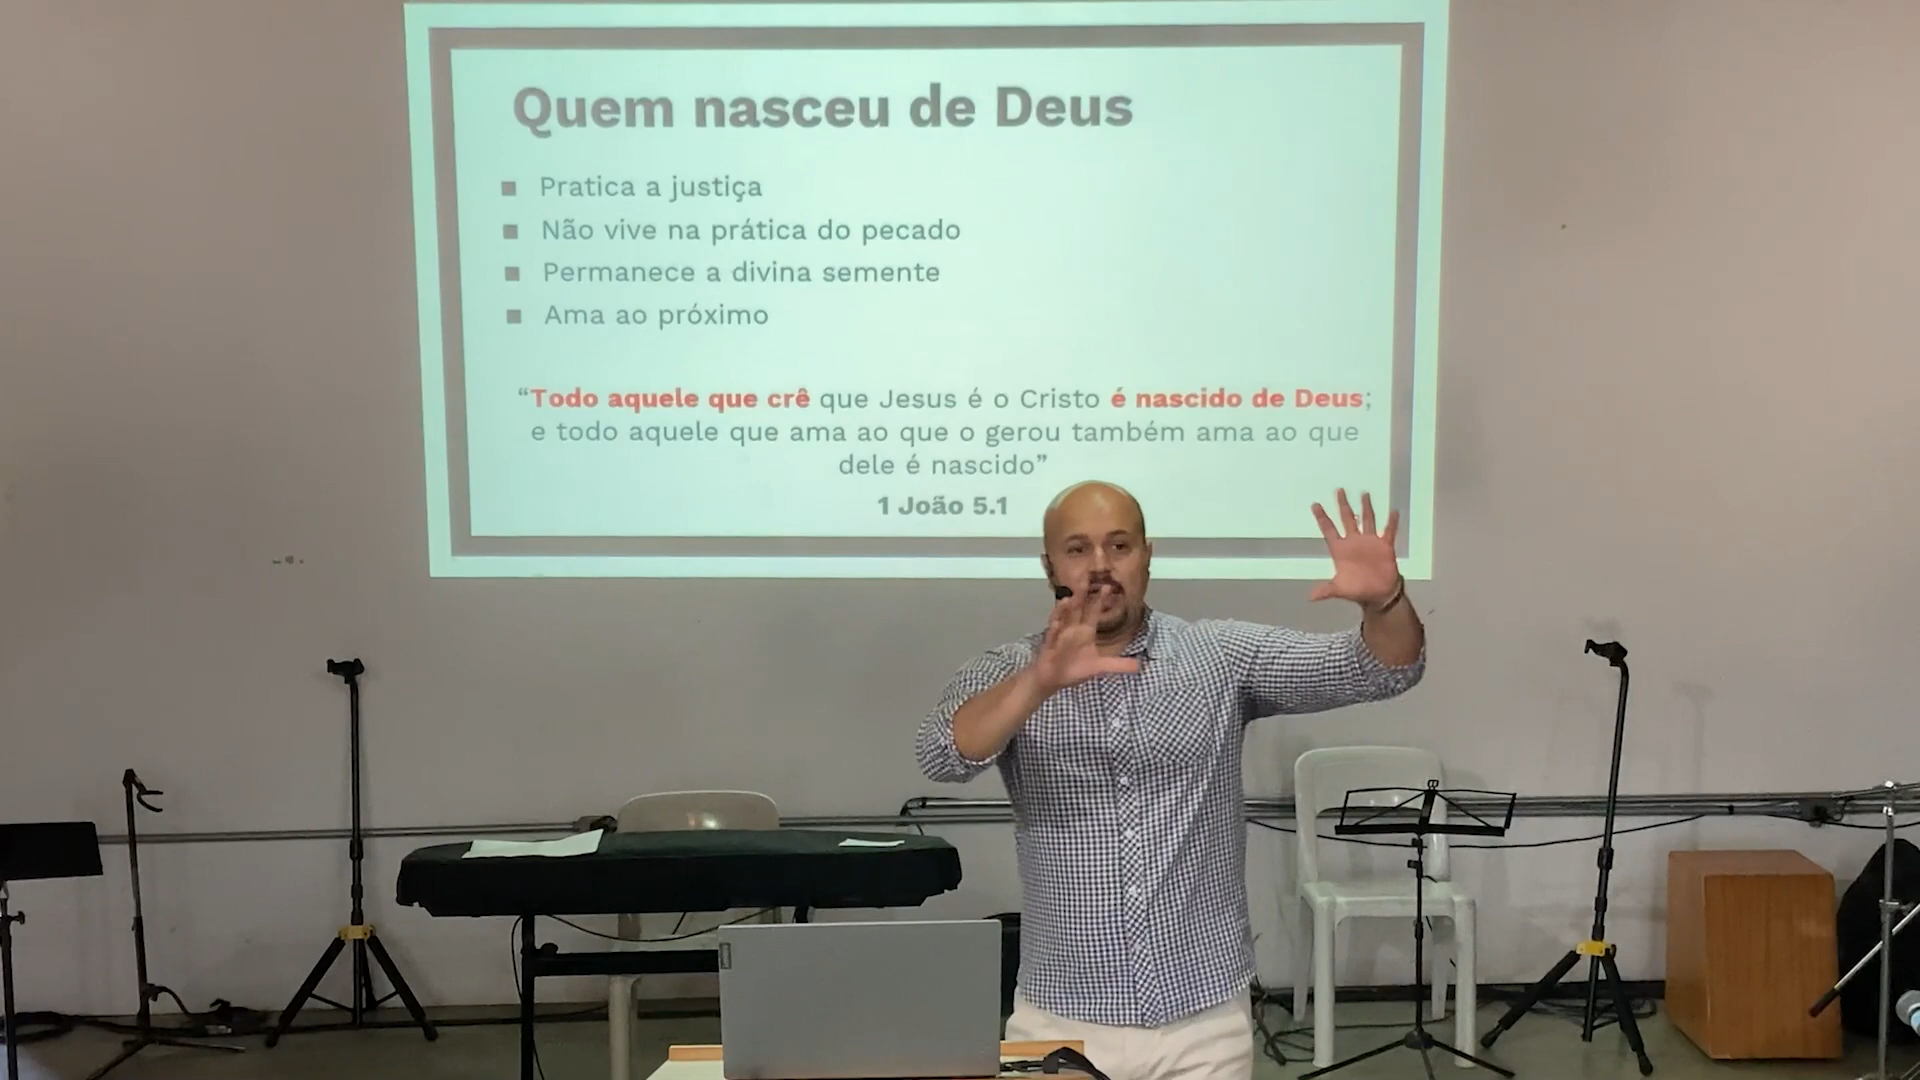 Quem nasceu de Deus
Pratica a justiça
Não vive na prática do pecado
Permanece a divina semente
Ama ao próximo
“Todo aquele que crê que Jesus é o Cristo é nascido de Deus;
e todo aquele que ama ao que o gerou também ama ao que
dele é nascido”
1 João 5.1